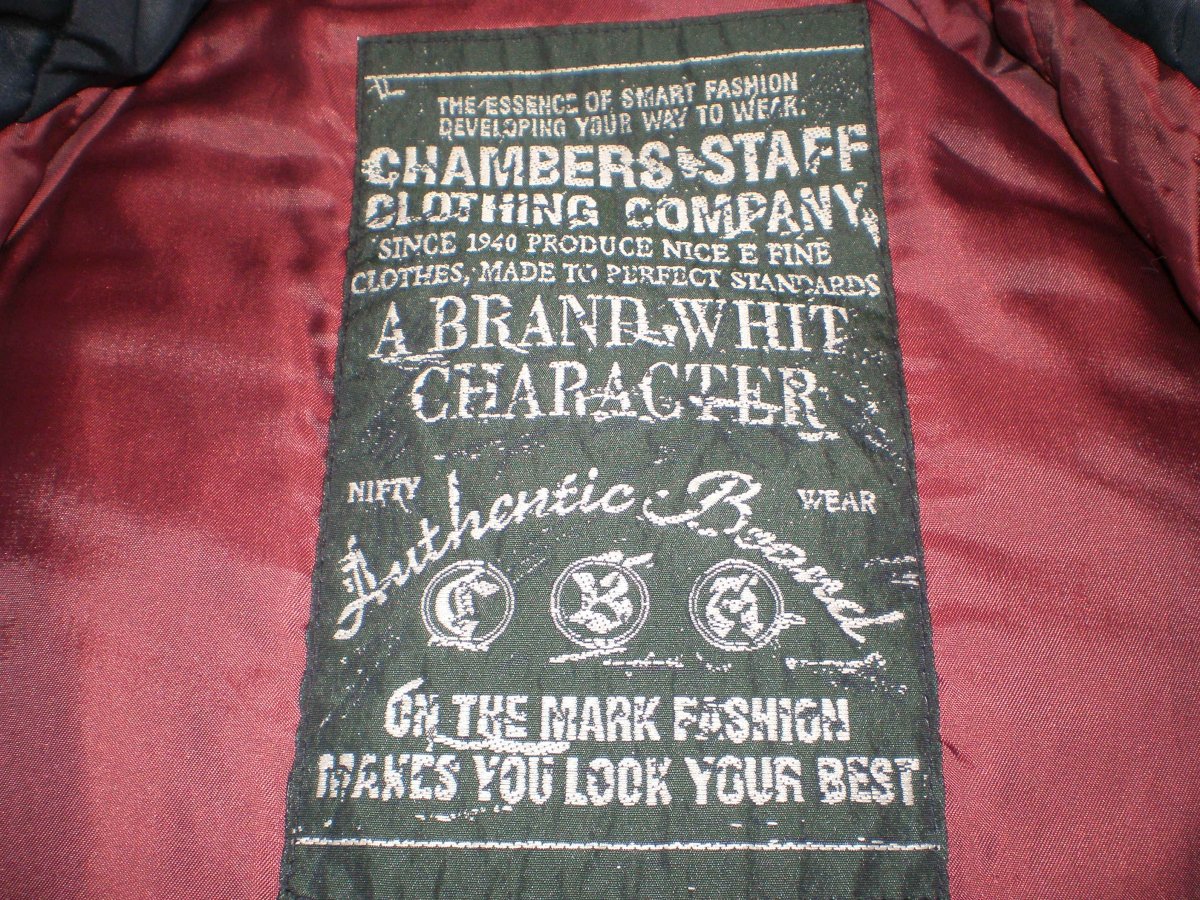 THE ESSENCE OF SMART FASHION
DEVELOPING YOUR WAY TO WEAR.
CHAMBERS&STAFF
CLOTHING COMPANY,
SINCE 1940 PRODUCE NICE E FINE
CLOTHES, MADE TO PERFECT STANDARDS
A BRAND WHIT
CHARACTER
NIFTY WEAR
Authentic Board
C B A
ON THE MARK FASHION
MAKES YOU LOOK YOUR BEST